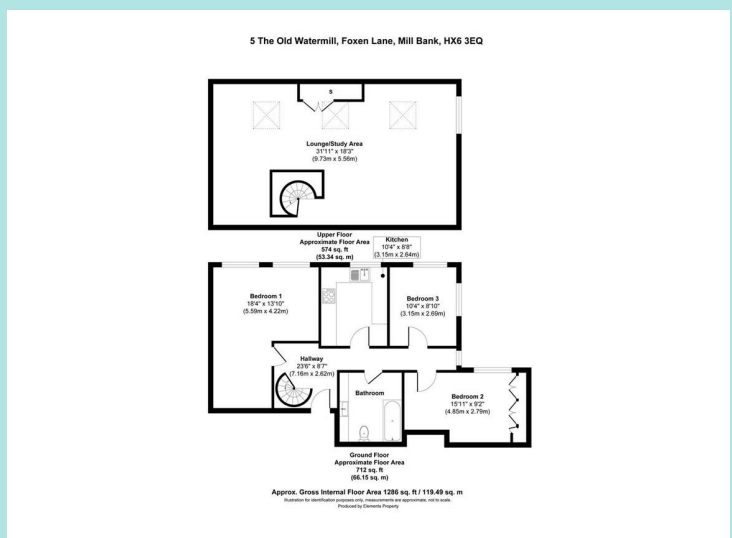 5 The Old Watermill, Foxen Lane, Mill Bank, HX6 3EQ
S
Lounge/Study Area
31'11" x 18'3"
(9.73m x 5.56m)
Upper Floor
Approximate Floor Area
574 sq. ft
(53.34 sq. m)
Kitchen
10'4" x 8'8"
(3.15m x 2.64m)
Bedroom 1
18'4" x 13'10"
(5.59m x 4.22m)
Bedroom 3
10'4" x 8'10"
(3.15m x 2.69m)
Hallway
23'6" x 8'7"
(7.16m x 2.62m)
Bathroom
Bedroom 2
15'11" x 9'2"
(4.85m x 2.79m)
Ground Floor
Approximate Floor Area
712 sq. ft
(66.15 sq. m)
Approx. Gross Internal Floor Area 1286 sq. ft / 119.49 sq. m
Illustration for identification purposes only, measurements are approximate, not to scale.
Produced by Elements Property